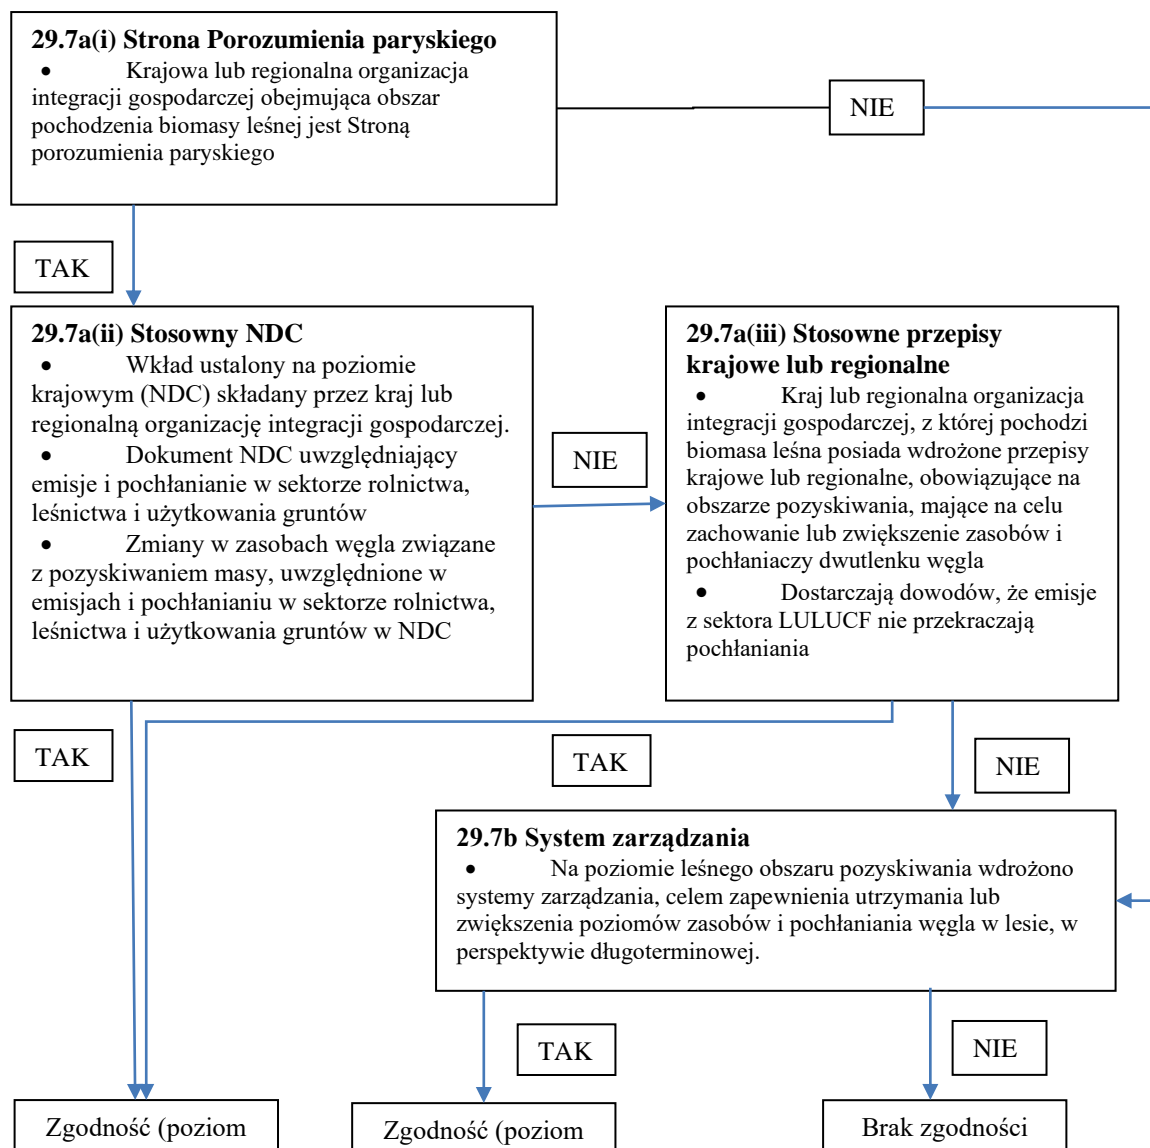 29.7a(i) Strona Porozumienia paryskiego
• Krajowa lub regionalna organizacja
integracji gospodarczej obejmująca obszar
pochodzenia biomasy leśnej jest Stroną
porozumienia paryskiego
NIE
TAK
29.7a(ii) Stosowny NDC
• Wkład ustalony na poziomie
krajowym (NDC) składany przez kraj lub
regionalną organizację integracji gospodarczej.
• Dokument NDC uwzględniający
emisje i pochłanianie w sektorze rolnictwa,
leśnictwa i użytkowania gruntów
• Zmiany w zasobach węgla związane
z pozyskiwaniem masy, uwzględnione w
emisjach i pochłanianiu w sektorze rolnictwa,
leśnictwa i użytkowania gruntów w NDC
NIE
29.7a(iii) Stosowne przepisy
krajowe lub regionalne
• Kraj lub regionalna organizacja
integracji gospodarczej, z której pochodzi
biomasa leśna posiada wdrożone przepisy
krajowe lub regionalne, obowiązujące na
obszarze pozyskiwania, mające na celu
zachowanie lub zwiększenie zasobów i
pochłaniaczy dwutlenku węgla
• Dostarczają dowodów, że emisje
z sektora LULUCF nie przekraczają
pochłaniania
TAK
TAK
NIE
29.7b System zarządzania
• Na poziomie leśnego obszaru pozyskiwania wdrożono
systemy zarządzania, celem zapewnienia utrzymania lub
zwiększenia poziomów zasobów i pochłaniania węgla w lesie, w
perspektywie długoterminowej.
TAK
NIE
Zgodność (poziom
Zgodność (poziom
Brak zgodności